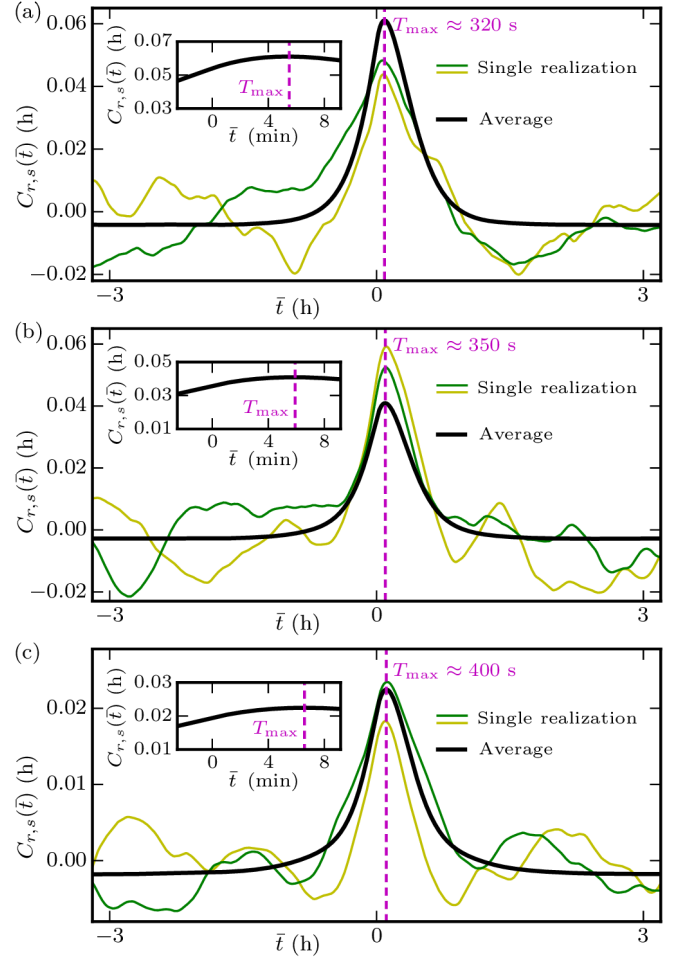 (a)
0.06
0.04
0.02
0.00
−0.02
C_{r,s}(t̄) (h)
−3
0
3
t̄ (h)
T_max ≈ 320 s
Single realization
Average
0.07
0.05
0.03
C_{r,s}(t̄) (h)
T_max
0
4
8
t̄ (min)
(b)
0.06
0.04
0.02
0.00
−0.02
C_{r,s}(t̄) (h)
−3
0
3
t̄ (h)
T_max ≈ 350 s
Single realization
Average
0.05
0.03
0.01
C_{r,s}(t̄) (h)
T_max
0
4
8
t̄ (min)
(c)
0.02
0.01
0.00
C_{r,s}(t̄) (h)
−3
0
3
t̄ (h)
T_max ≈ 400 s
Single realization
Average
0.03
0.02
0.01
C_{r,s}(t̄) (h)
T_max
0
4
8
t̄ (min)